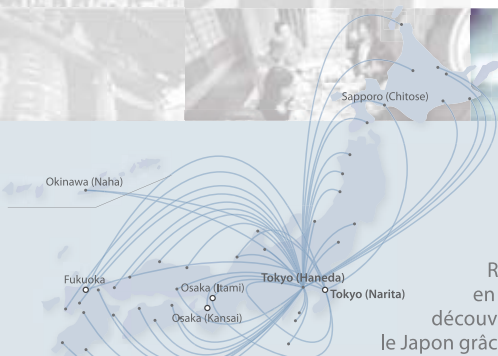 Sapporo (Chitose)
Okinawa (Naha)
Fukuoka
Osaka (Itami)
Osaka (Kansai)
Tokyo (Haneda)
Tokyo (Narita)
R
en
découv
le Japon grâc